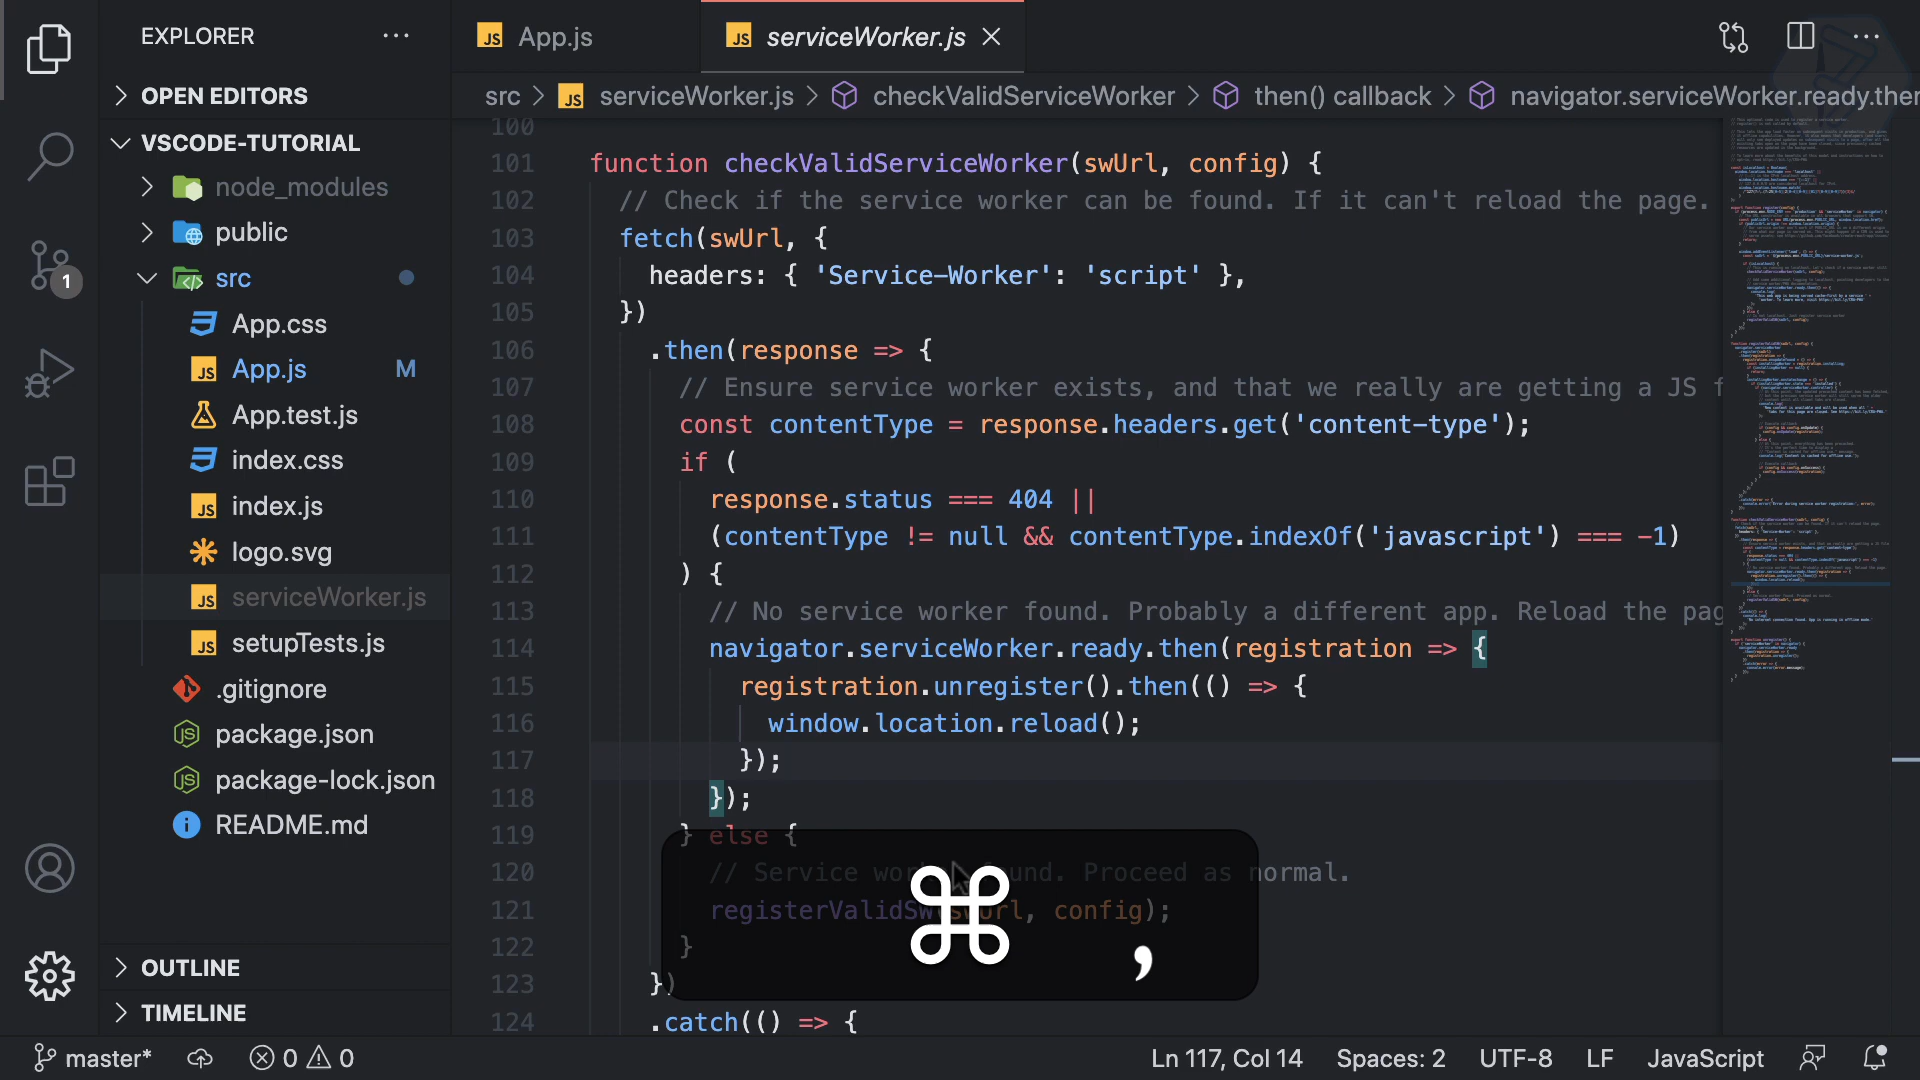 EXPLORER
OPEN EDITORS
VSCODE-TUTORIAL
node_modules
public
src
App.css
App.js M
App.test.js
index.css
index.js
logo.svg
serviceWorker.js
setupTests.js
.gitignore
package.json
package-lock.json
README.md
OUTLINE
TIMELINE
1
JS App.js
JS serviceWorker.js
src > JS serviceWorker.js > checkValidServiceWorker > then() callback > navigator.serviceWorker.ready.ther
100
101 function checkValidServiceWorker(swUrl, config) {
102 // Check if the service worker can be found. If it can't reload the page.
103 fetch(swUrl, {
104 headers: { 'Service-Worker': 'script' },
105 })
106 .then(response => {
107 // Ensure service worker exists, and that we really are getting a JS f
108 const contentType = response.headers.get('content-type');
109 if (
110 response.status === 404 ||
111 (contentType != null && contentType.indexOf('javascript') === -1)
112 ) {
113 // No service worker found. Probably a different app. Reload the pag
114 navigator.serviceWorker.ready.then(registration => {
115 registration.unregister().then(() => {
116 window.location.reload();
117 });
118 });
119 } else {
120 // Service und. Proceed as normal.
121 registerValidSW(swUrl, config);
122 }
123 })
124 .catch(() => {
⌘ ,
master* 0 0 Ln 117, Col 14 Spaces: 2 UTF-8 LF JavaScript